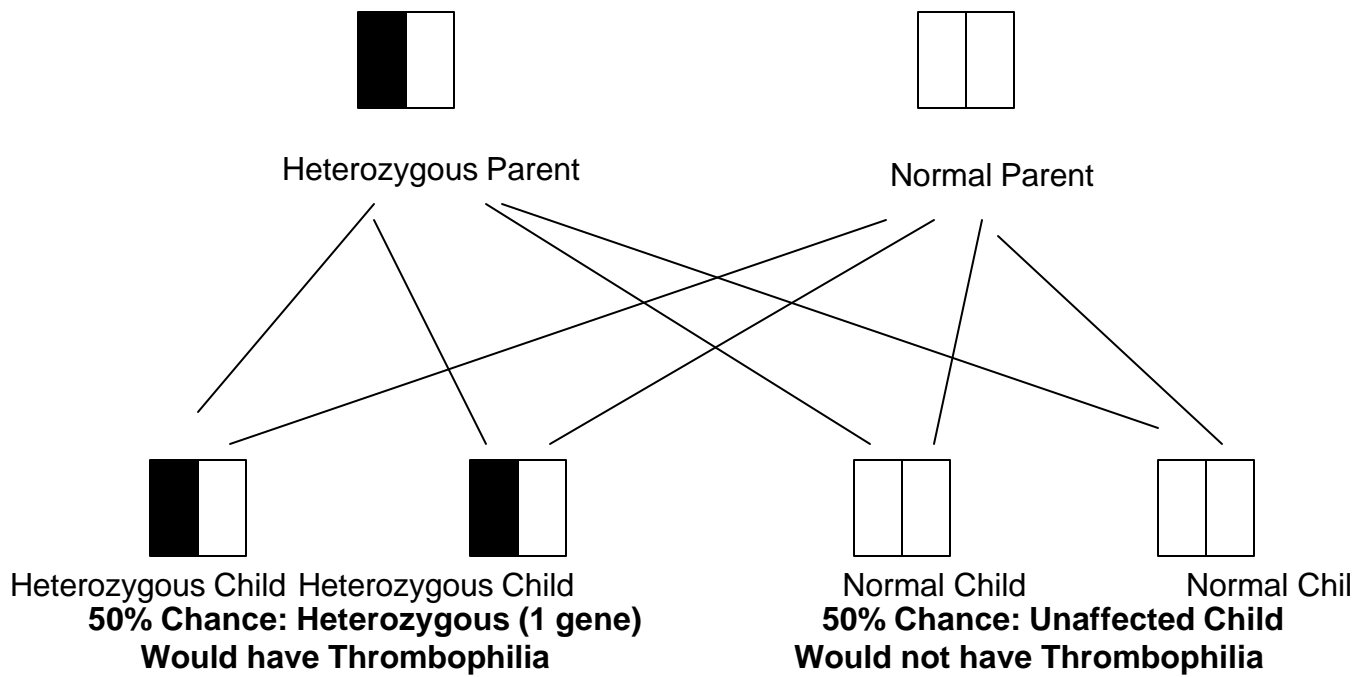 Heterozygous Parent
Normal Parent
Heterozygous Child Heterozygous Child
Normal Child
Normal Chil
50% Chance: Heterozygous (1 gene)
Would have Thrombophilia
50% Chance: Unaffected Child
Would not have Thrombophilia